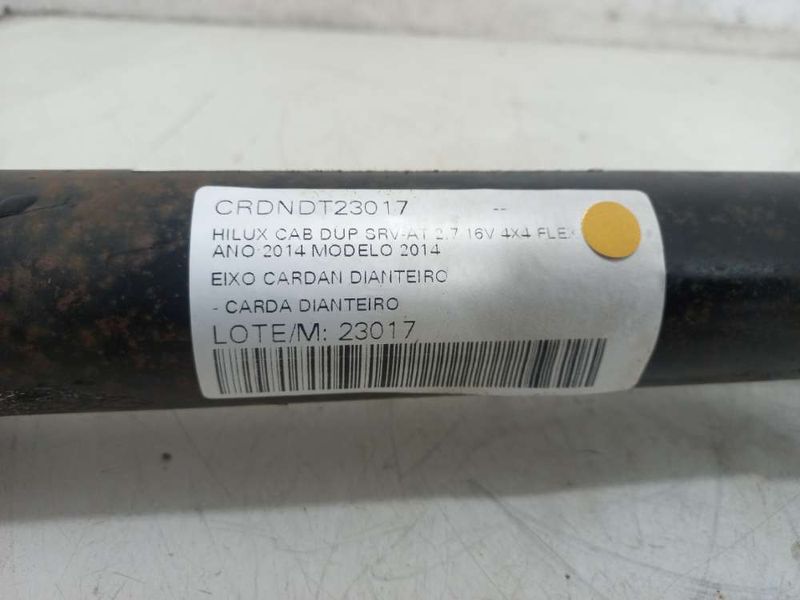 CRDNDT23017 --
HILUX CAB DUP SRV-AT 2.7 16V 4X4 FLEX
ANO 2014 MODELO 2014
EIXO CARDAN DIANTEIRO
- CARDA DIANTEIRO
LOTE/M: 23017